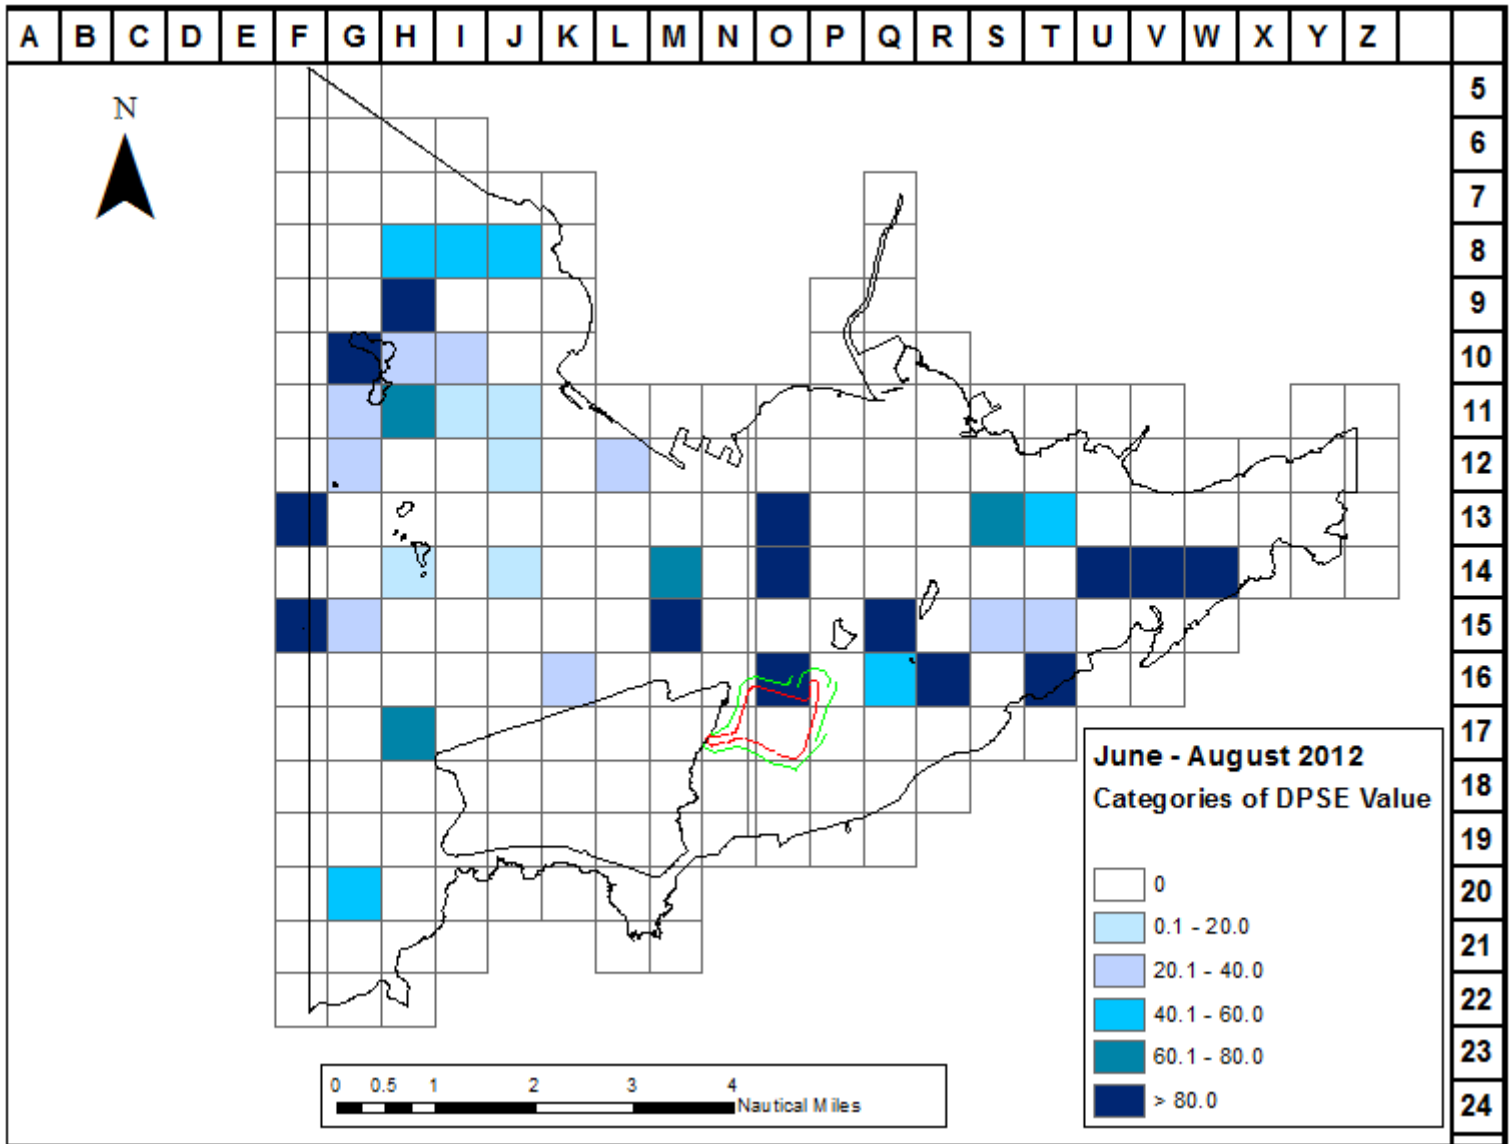 A B C D E F G H I J K L M N O P Q R S T U V W X Y Z
N
5
6
7
8
9
10
11
12
13
14
15
16
17
18
19
20
21
22
23
24
June - August 2012
Categories of DPSE Value
0
0.1 - 20.0
20.1 - 40.0
40.1 - 60.0
60.1 - 80.0
> 80.0
0 0.5 1 2 3 4
Nautical Miles